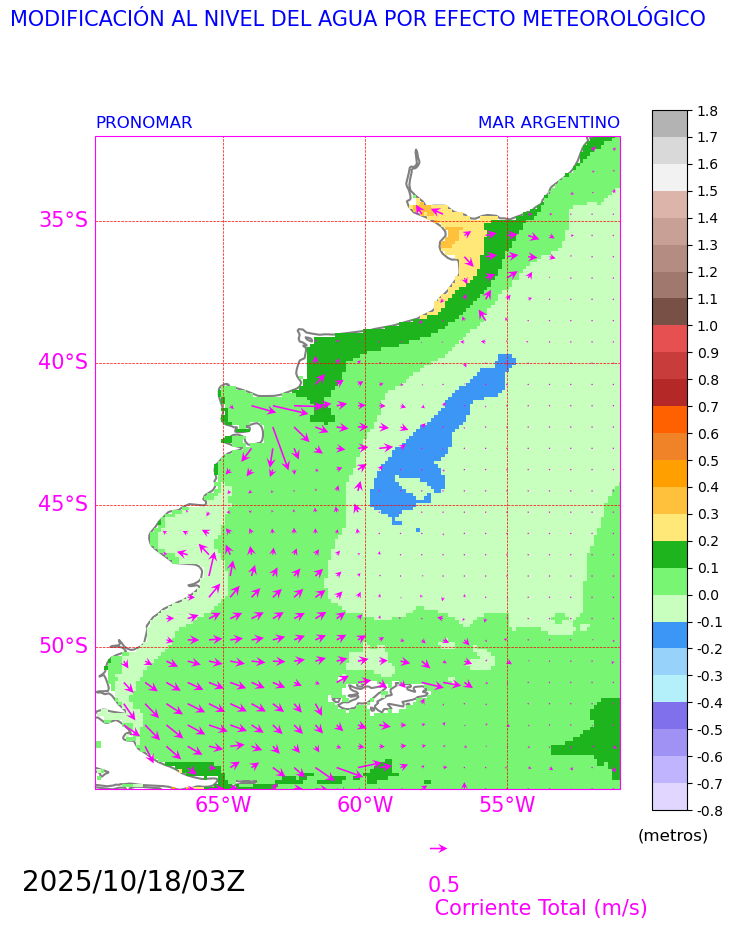 MODIFICACIÓN AL NIVEL DEL AGUA POR EFECTO METEOROLÓGICO
PRONOMAR
MAR ARGENTINO
35°S
40°S
45°S
50°S
65°W
60°W
55°W
1.8
1.7
1.6
1.5
1.4
1.3
1.2
1.1
1.0
0.9
0.8
0.7
0.6
0.5
0.4
0.3
0.2
0.1
0.0
-0.1
-0.2
-0.3
-0.4
-0.5
-0.6
-0.7
-0.8
(metros)
2025/10/18/03Z
0.5
Corriente Total (m/s)